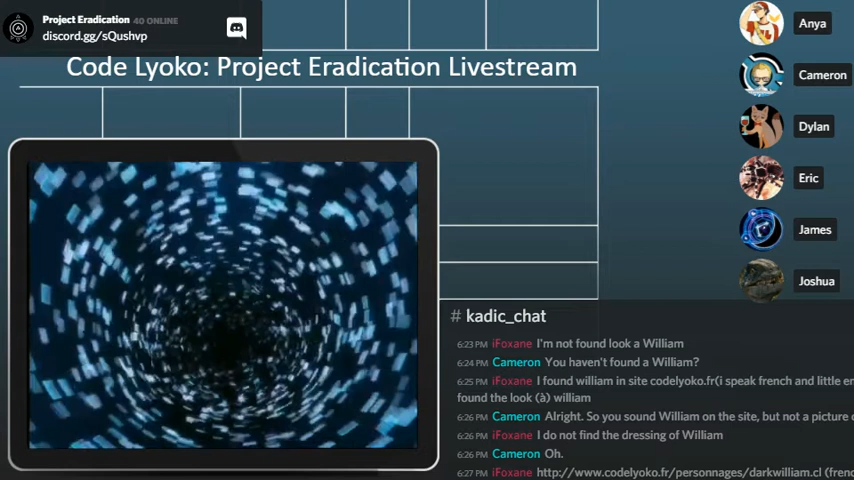 Project Eradication 40 ONLINE
discord.gg/sQushvp
Code Lyoko: Project Eradication Livestream
Anya
Cameron
Dylan
Eric
James
Joshua
# kadic_chat
6:23 PM iFoxane I'm not found look a William
6:24 PM Cameron You haven't found a William?
6:25 PM iFoxane I found william in site codelyoko.fr(i speak french and little en
found the look (à) william
6:26 PM Cameron Alright. So you sound William on the site, but not a picture o
6:26 PM iFoxane I do not find the dressing of William
6:26 PM Cameron Oh.
6:27 PM iFoxane http://www.codelyoko.fr/personnages/darkwilliam.cl (frenc